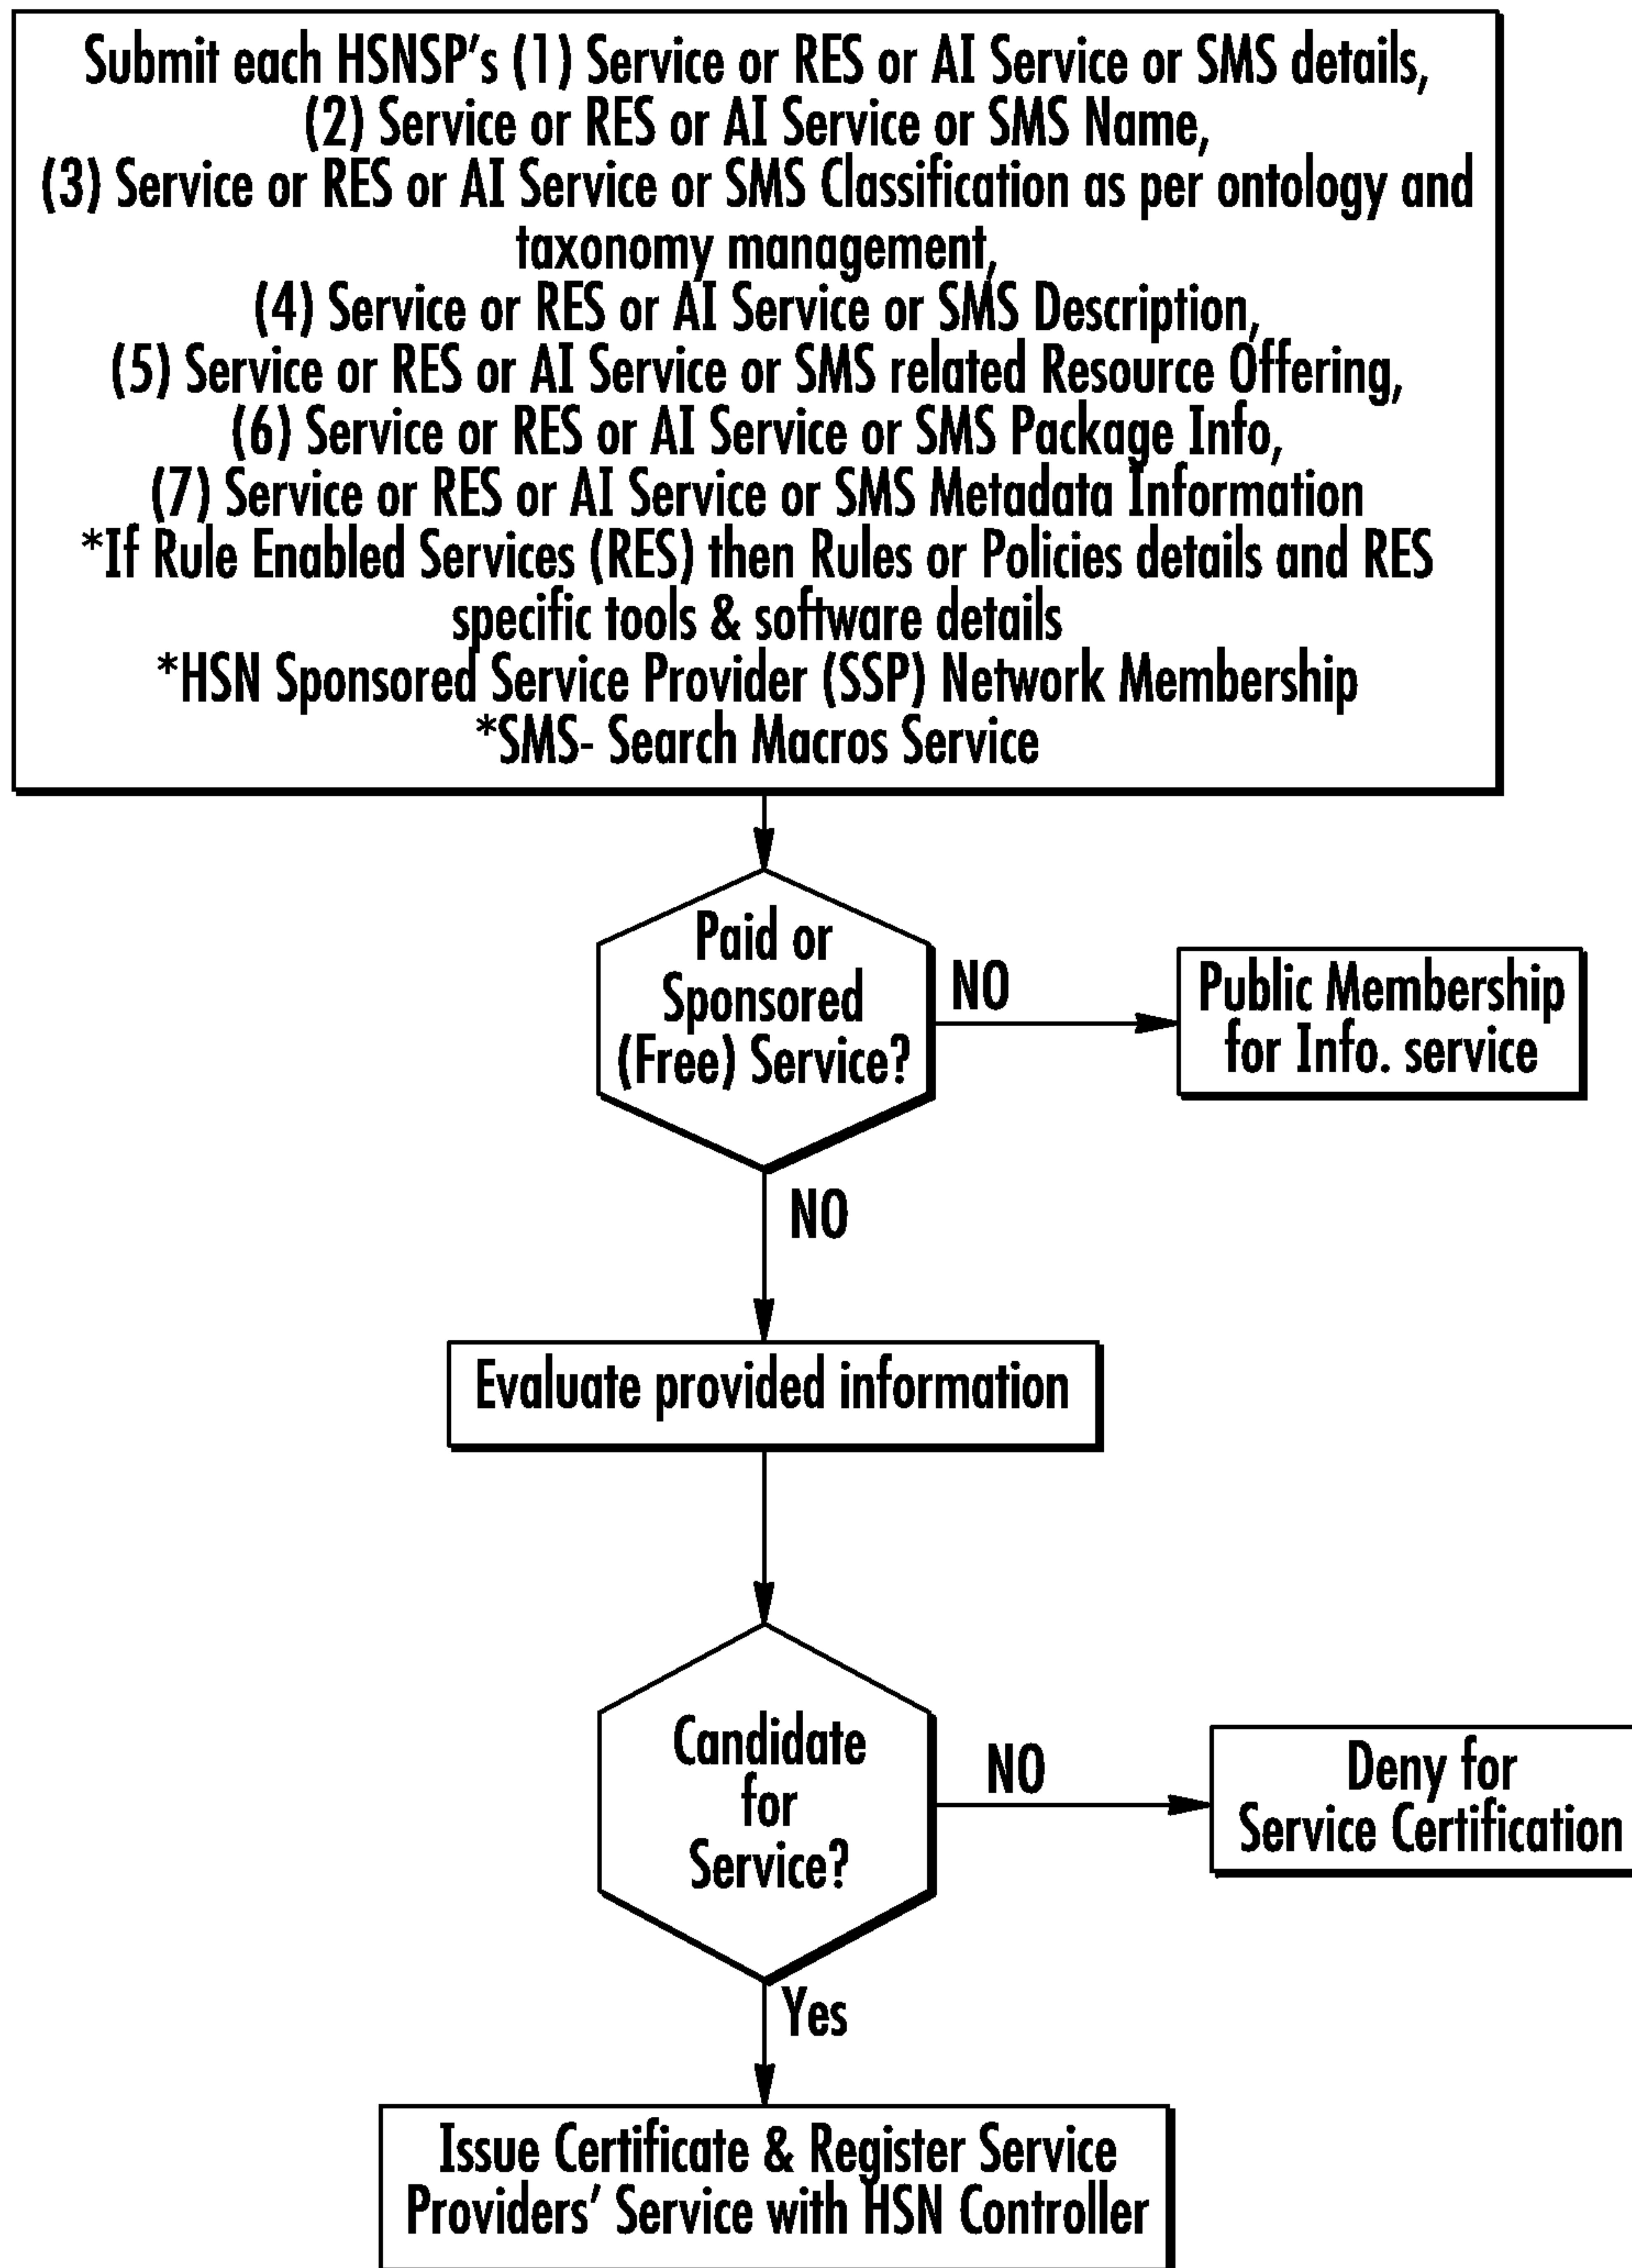 Submit each HSNSP's (1) Service or RES or AI Service or SMS details,
(2) Service or RES or AI Service or SMS Name,
(3) Service or RES or AI Service or SMS Classification as per ontology and
taxonomy management,
(4) Service or RES or AI Service or SMS Description,
(5) Service or RES or AI Service or SMS related Resource Offering,
(6) Service or RES or AI Service or SMS Package Info,
(7) Service or RES or AI Service or SMS Metadata Information
*If Rule Enabled Services (RES) then Rules or Policies details and RES
specific tools & software details
*HSN Sponsored Service Provider (SSP) Network Membership
*SMS- Search Macros Service
Paid or
Sponsored
(Free) Service?
NO
Public Membership
for Info. service
NO
Evaluate provided information
Candidate
for
Service?
NO
Deny for
Service Certification
Yes
Issue Certificate & Register Service
Providers' Service with HSN Controller